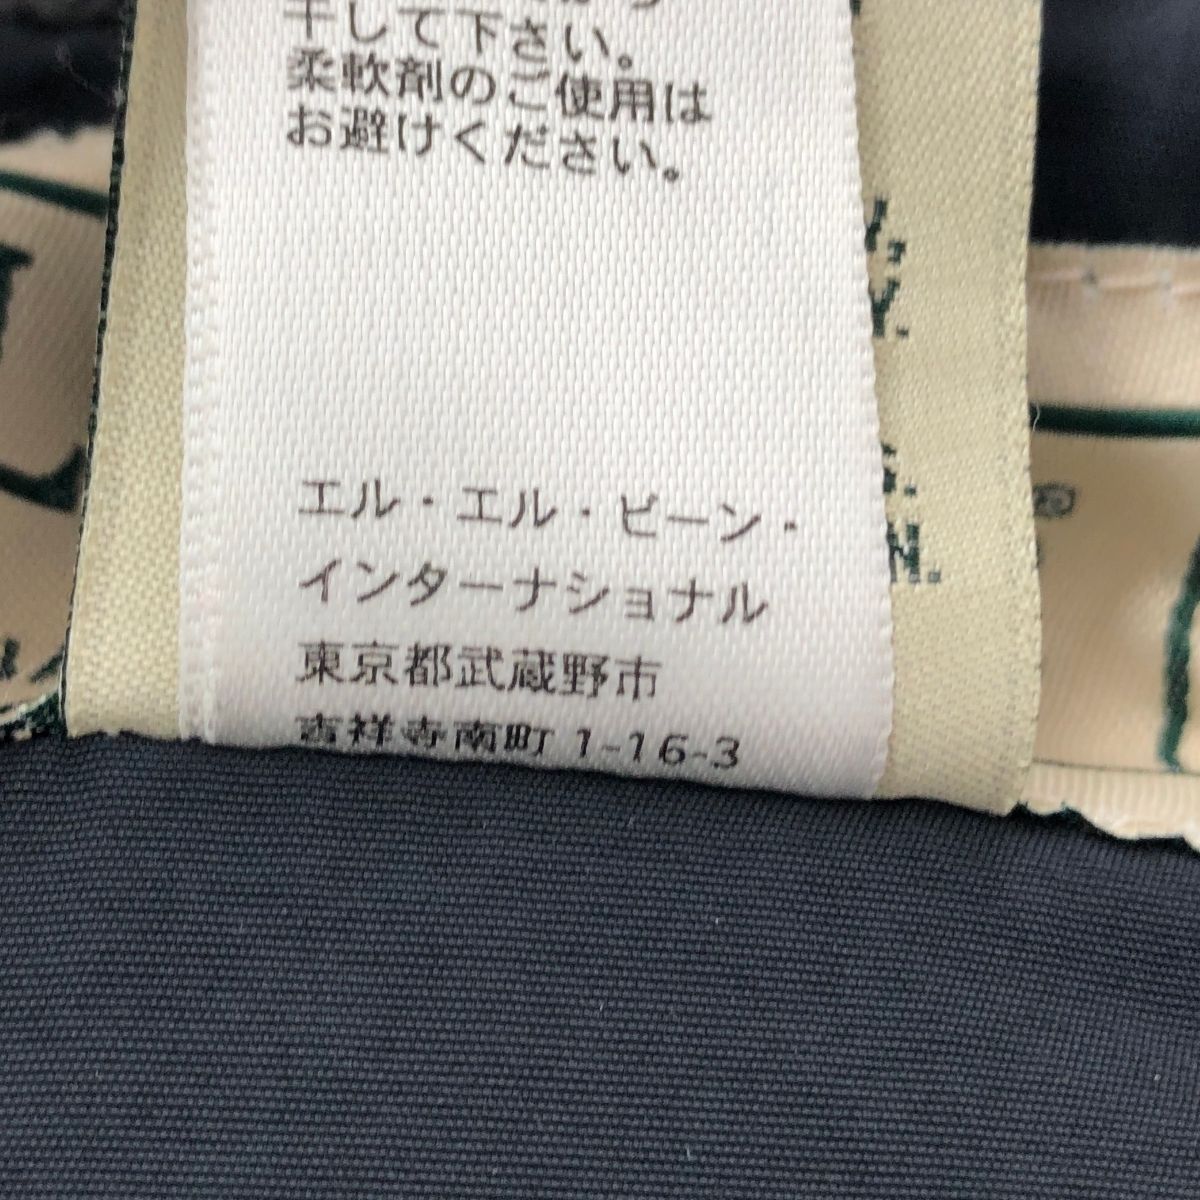 干して下さい。
柔軟剤のご使用は
お避けください。
エル・エル・ビーン・
インターナショナル
東京都武蔵野市
吉祥寺南町 1-16-3
Y.
N.
L
®